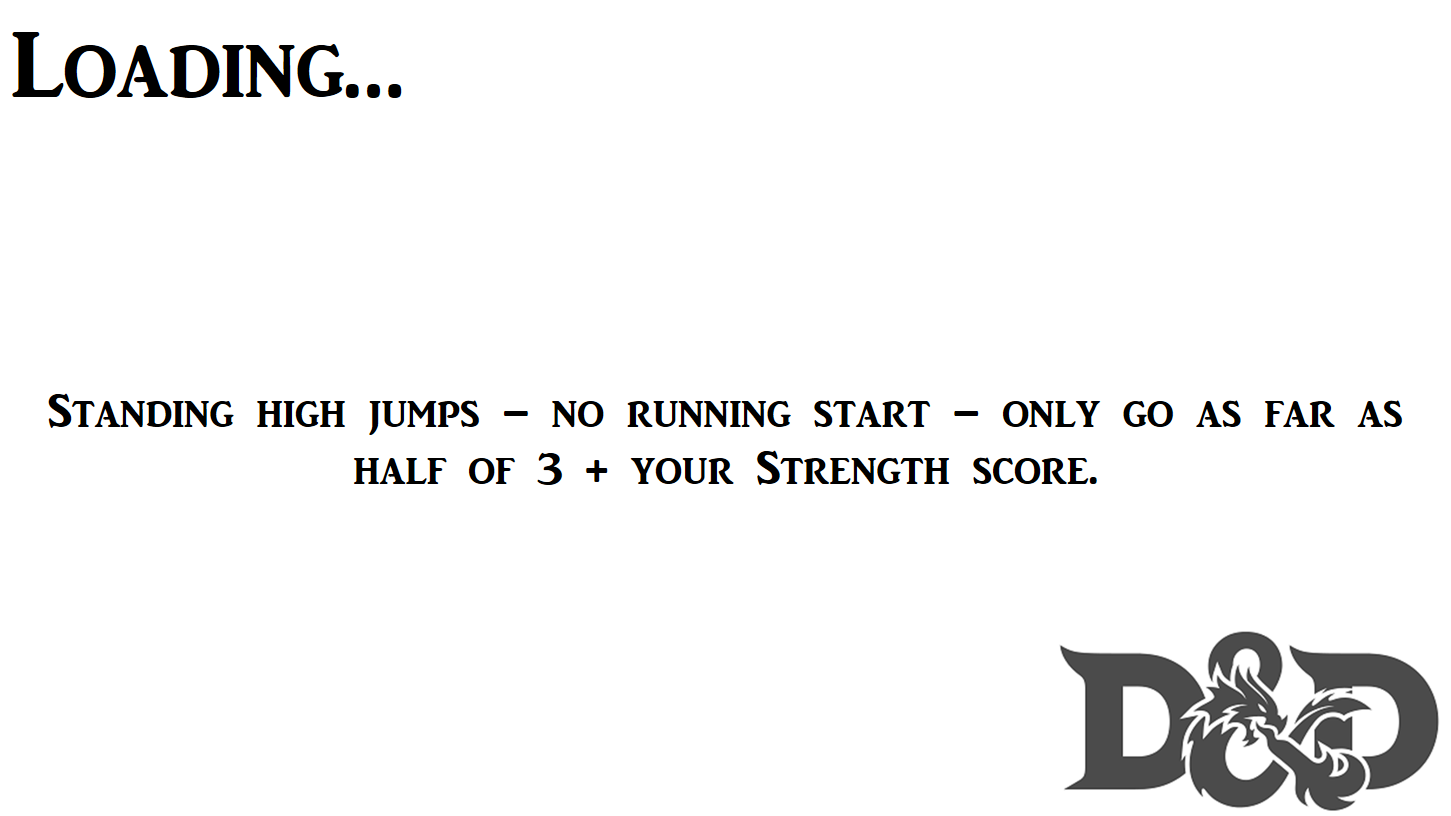 Loading...
Standing high jumps – no running start – only go as far as
half of 3 + your Strength score.
D&D